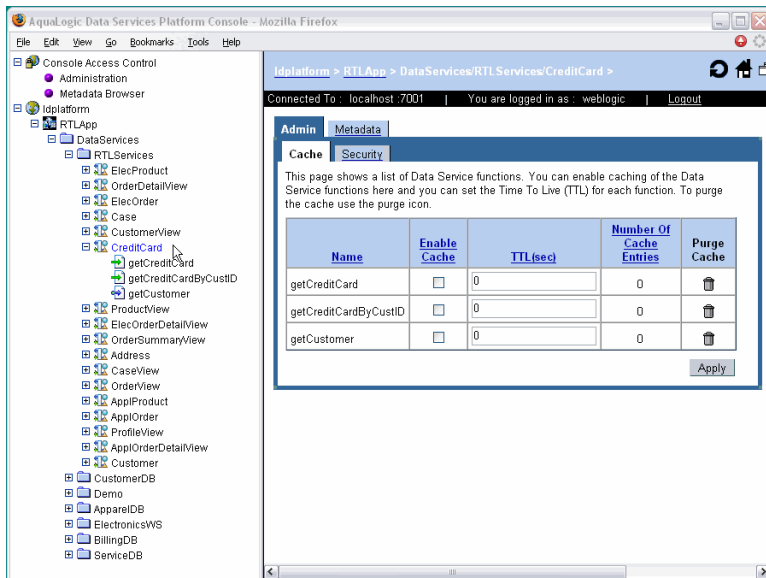 AquaLogic Data Services Platform Console - Mozilla Firefox
File Edit View Go Bookmarks Tools Help
Console Access Control
Administration
Metadata Browser
ldplatform
RTLApp
DataServices
RTLServices
ElecProduct
OrderDetailView
ElecOrder
Case
CustomerView
CreditCard
getCreditCard
getCreditCardByCustID
getCustomer
ProductView
ElecOrderDetailView
OrderSummaryView
Address
CaseView
OrderView
ApplProduct
ApplOrder
ProfileView
ApplOrderDetailView
Customer
CustomerDB
Demo
ApparelDB
ElectronicsWS
BillingDB
ServiceDB
ldplatform > RTLApp > DataServices/RTLServices/CreditCard >
Connected To : localhost :7001 | You are logged in as : weblogic | Logout
Admin Metadata
Cache Security
This page shows a list of Data Service functions. You can enable caching of the Data
Service functions here and you can set the Time To Live (TTL) for each function. To purge
the cache use the purge icon.
Name Enable Cache TTL(sec) Number Of Cache Entries Purge Cache
getCreditCard 0 0
getCreditCardByCustID 0 0
getCustomer 0 0
Apply